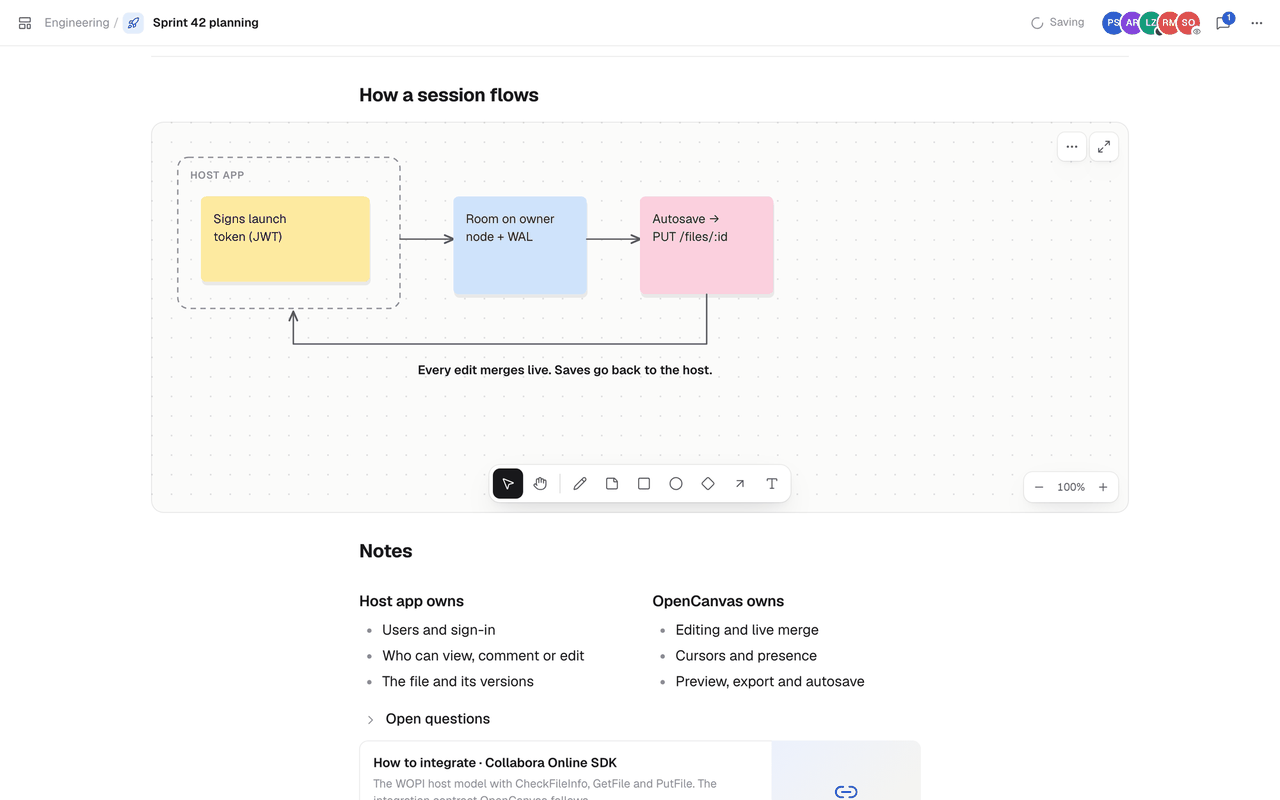 Engineering / Sprint 42 planning
Saving
PS AR LZ RM SO
1
How a session flows
HOST APP
Signs launch
token (JWT)
Room on owner
node + WAL
Autosave →
PUT /files/:id
Every edit merges live. Saves go back to the host.
100%
Notes
Host app owns
Users and sign-in
Who can view, comment or edit
The file and its versions
OpenCanvas owns
Editing and live merge
Cursors and presence
Preview, export and autosave
Open questions
How to integrate · Collabora Online SDK
The WOPI host model with CheckFileInfo, GetFile and PutFile. The
integration contract OpenCanvas follows.